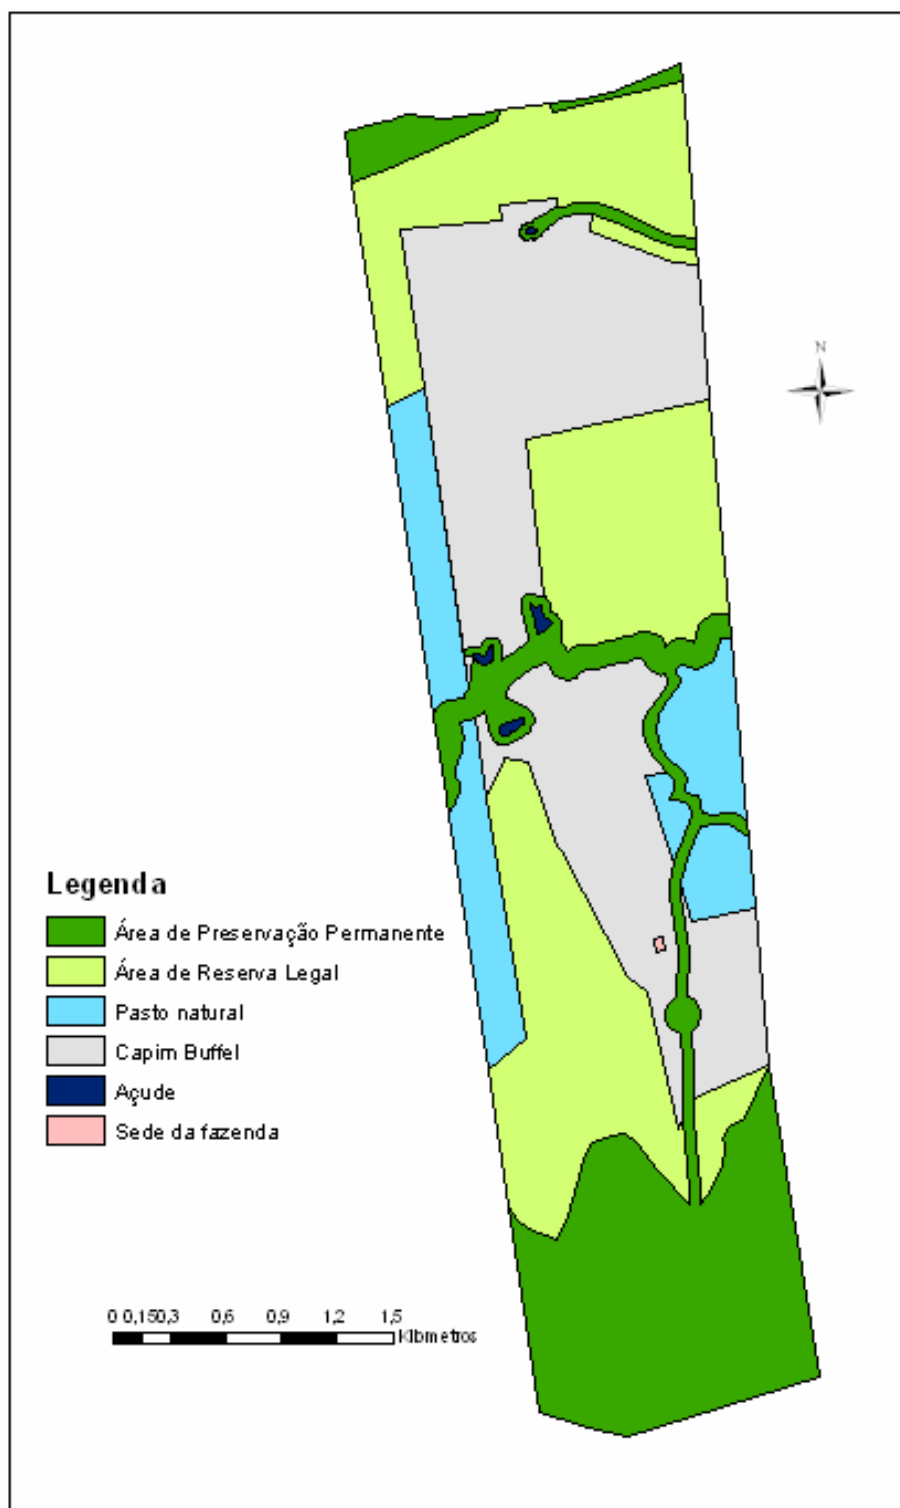 N
Legenda
Área de Preservação Permanente
Área de Reserva Legal
Pasto natural
Capim Buffel
Açude
Sede da fazenda
0 0,150,3 0,6 0,9 1,2 1,5
Kilometros